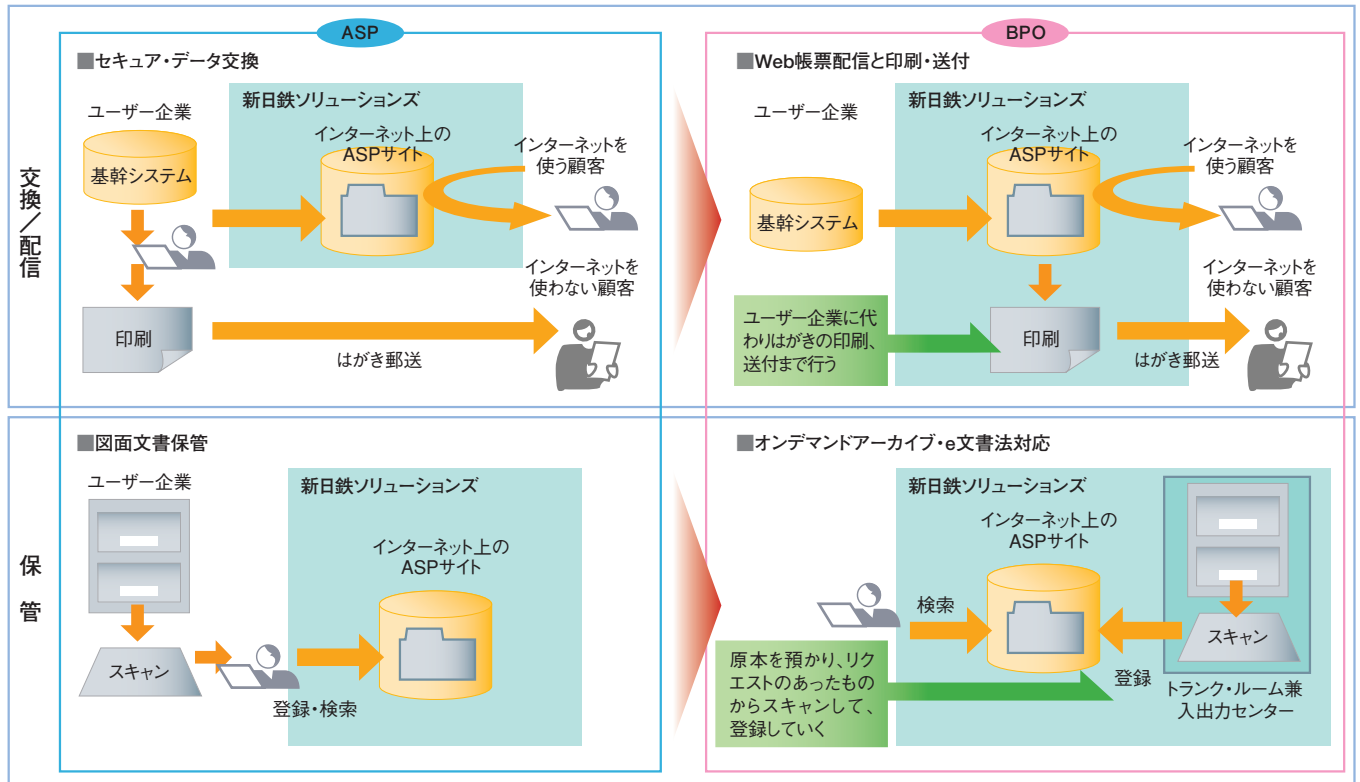 ASP
BPO
交換／配信
■セキュア・データ交換
ユーザー企業
新日鉄ソリューションズ
基幹システム
インターネット上の
ASPサイト
インターネットを
使う顧客
印刷
はがき郵送
インターネットを
使わない顧客
■Web帳票配信と印刷・送付
ユーザー企業
新日鉄ソリューションズ
基幹システム
インターネット上の
ASPサイト
インターネットを
使う顧客
ユーザー企業に代
わりはがきの印刷、
送付まで行う
印刷
はがき郵送
インターネットを
使わない顧客
保管
■図面文書保管
ユーザー企業
新日鉄ソリューションズ
スキャン
登録・検索
インターネット上の
ASPサイト
■オンデマンドアーカイブ・e文書法対応
新日鉄ソリューションズ
インターネット上の
ASPサイト
検索
スキャン
登録
トランク・ルーム兼
入出力センター
原本を預かり、リク
エストのあったもの
からスキャンして、
登録していく